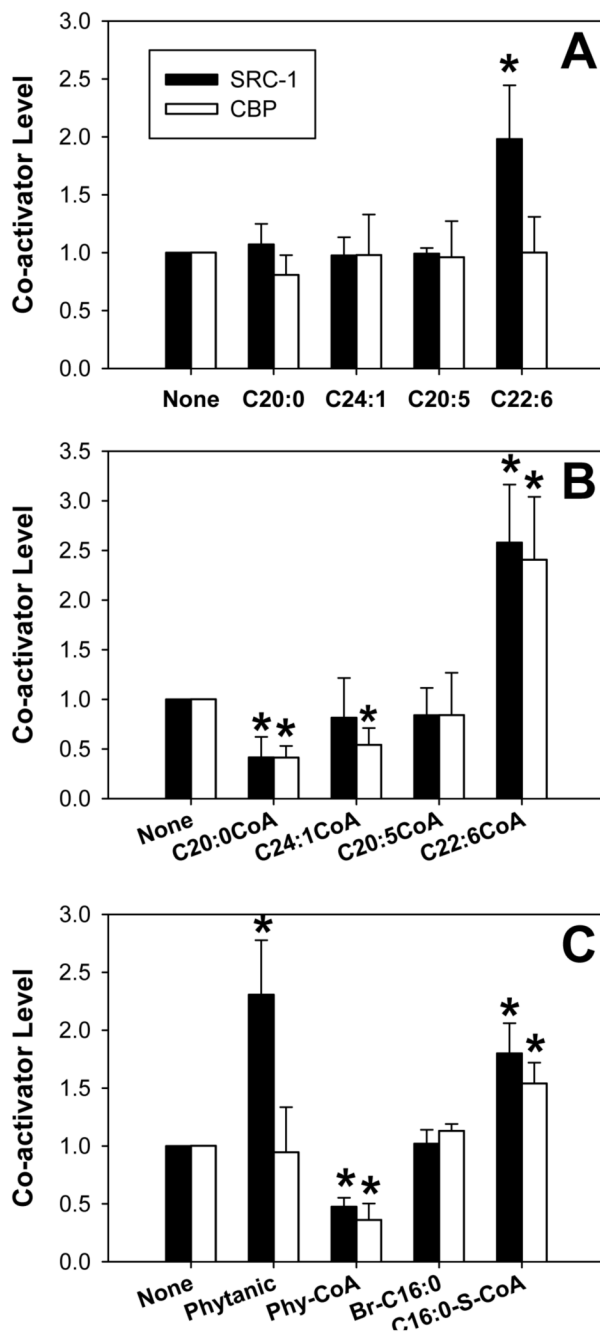 A
SRC-1
CBP
Co-activator Level
3.0
2.5
*
2.0
1.5
1.0
0.5
0.0
None C20:0 C24:1 C20:5 C22:6
B
Co-activator Level
3.5
* *
3.0
2.5
2.0
1.5
1.0
* * *
0.5
0.0
None C20:0CoA C24:1CoA C20:5CoA C22:6CoA
C
Co-activator Level
3.0
*
2.5
2.0
* *
1.5
1.0
* *
0.5
0.0
None Phytanic Phy-CoA Br-C16:0 C16:0-S-CoA